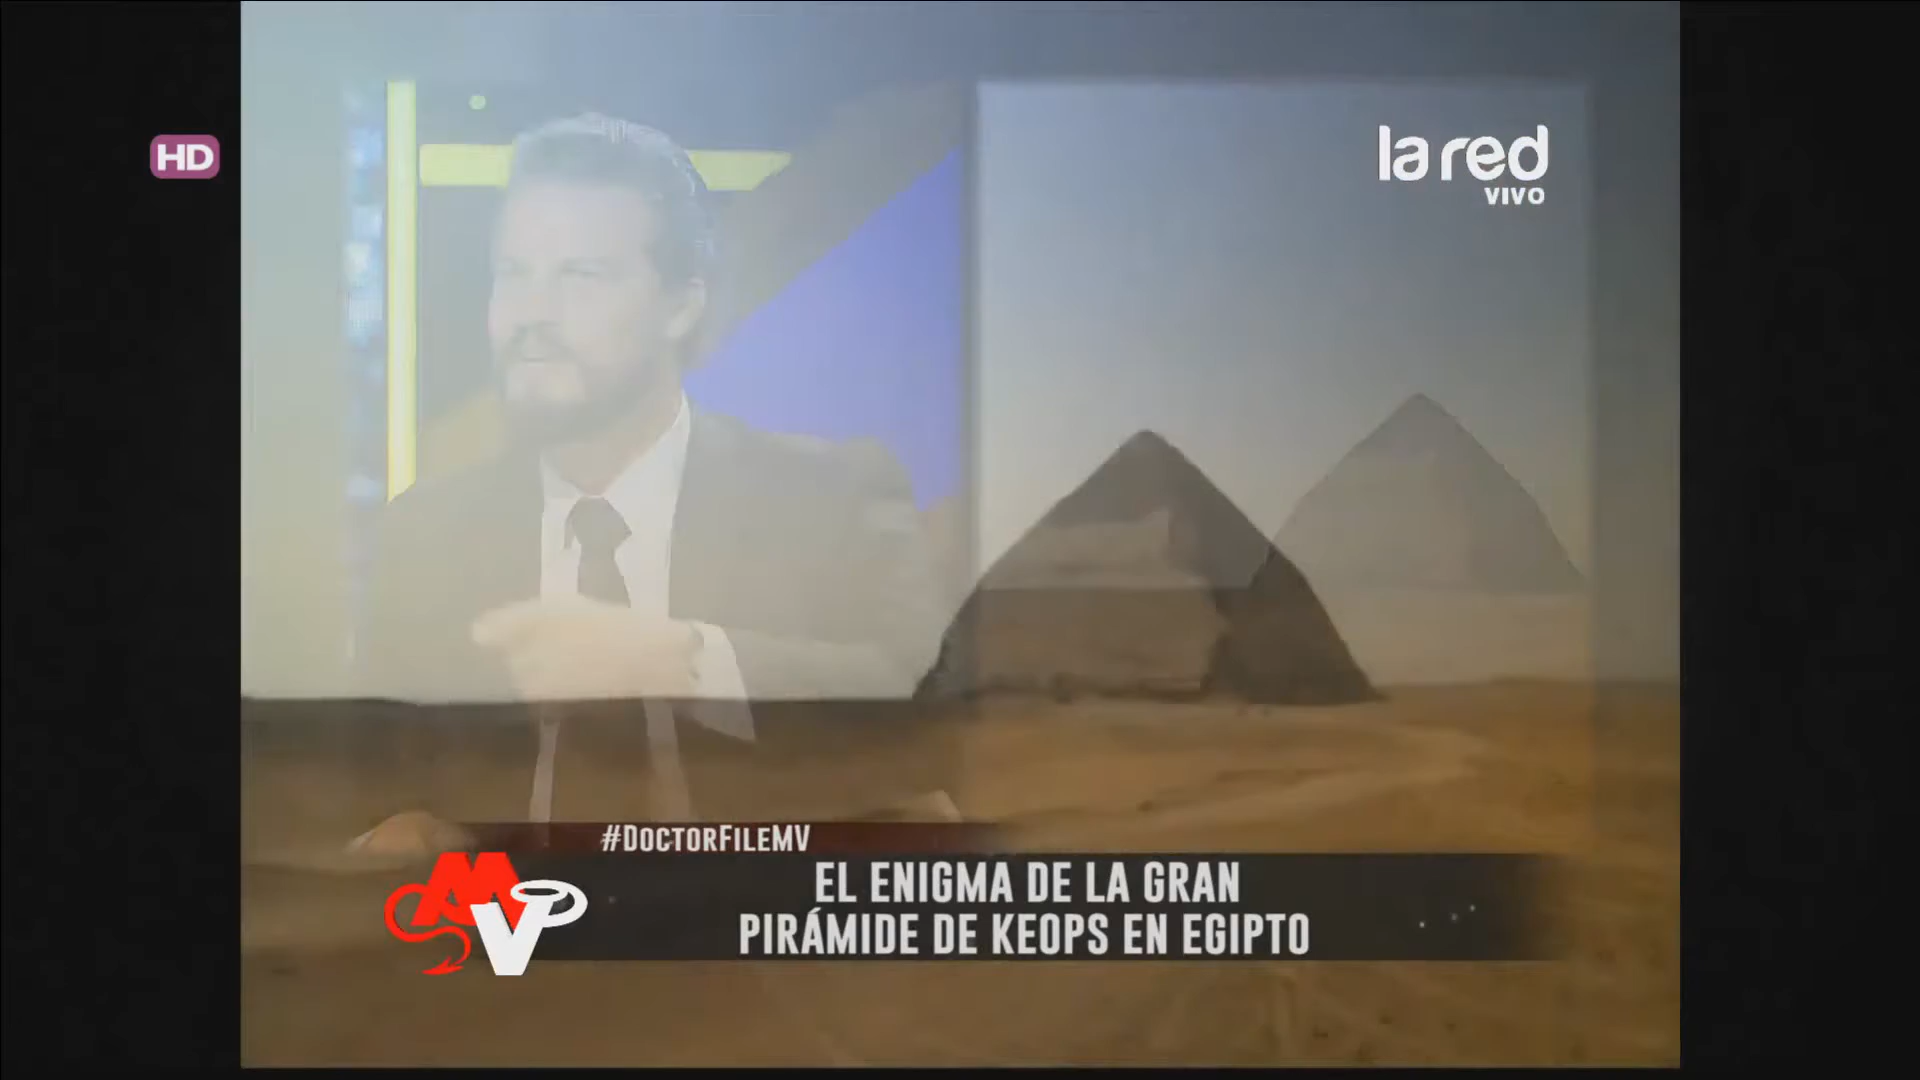 HD
la red
VIVO
#DOCTORFILEMV
MV
EL ENIGMA DE LA GRAN
PIRÁMIDE DE KEOPS EN EGIPTO